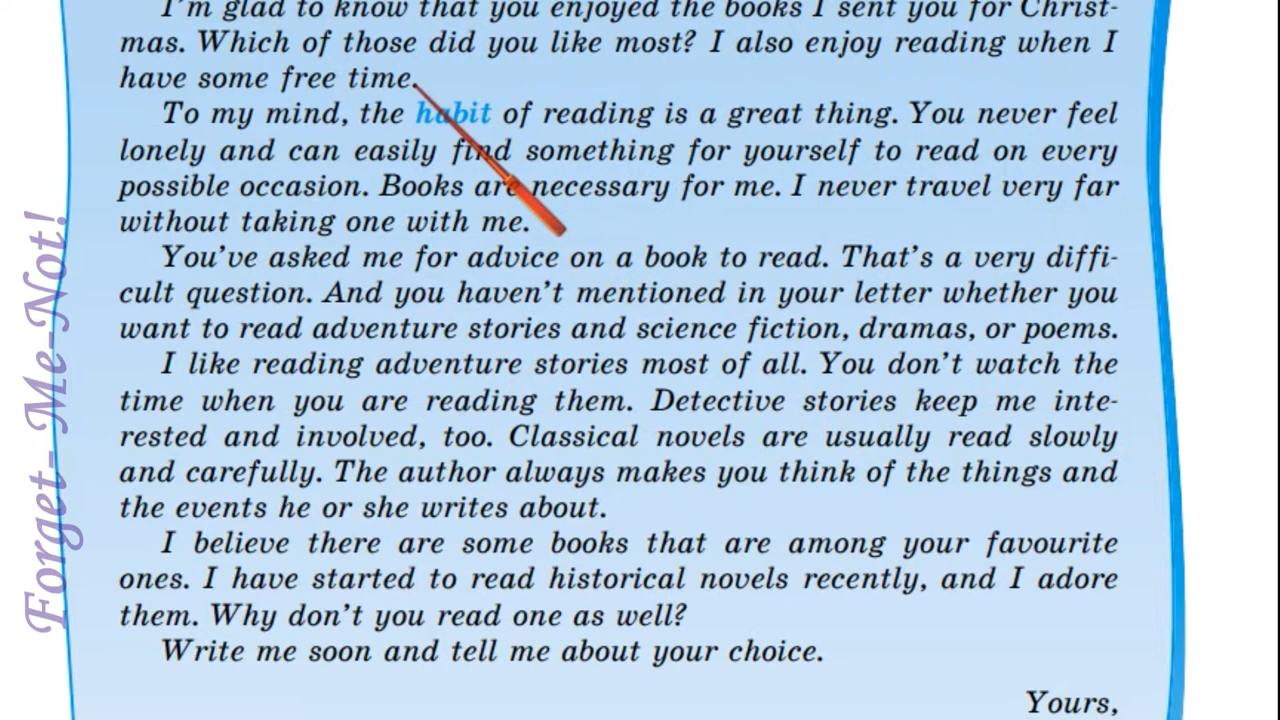 I'm glad to know that you enjoyed the books I sent you for Christ-
mas. Which of those did you like most? I also enjoy reading when I
have some free time.
To my mind, the habit of reading is a great thing. You never feel
lonely and can easily find something for yourself to read on every
possible occasion. Books are necessary for me. I never travel very far
without taking one with me.
You've asked me for advice on a book to read. That's a very diffi-
cult question. And you haven't mentioned in your letter whether you
want to read adventure stories and science fiction, dramas, or poems.
I like reading adventure stories most of all. You don't watch the
time when you are reading them. Detective stories keep me inte-
rested and involved, too. Classical novels are usually read slowly
and carefully. The author always makes you think of the things and
the events he or she writes about.
I believe there are some books that are among your favourite
ones. I have started to read historical novels recently, and I adore
them. Why don't you read one as well?
Write me soon and tell me about your choice.
Yours,
Forget-Me-Not!